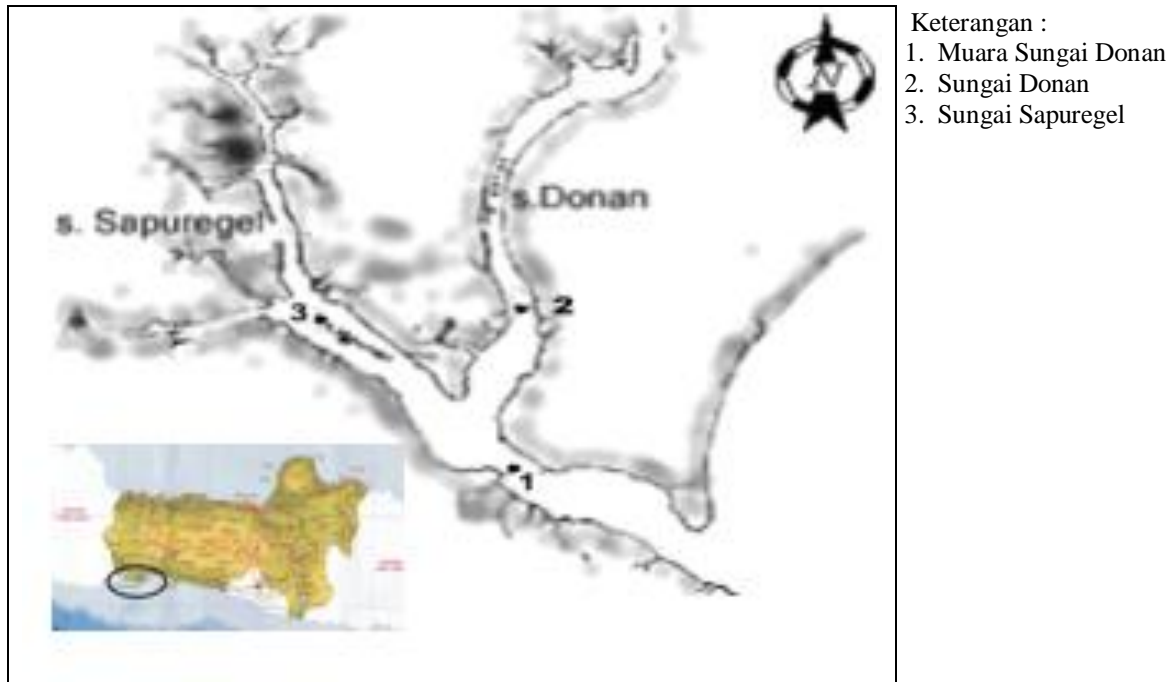 Keterangan :
1. Muara Sungai Donan
2. Sungai Donan
3. Sungai Sapuregel
N
s. Donan
s. Sapuregel
2
3
1